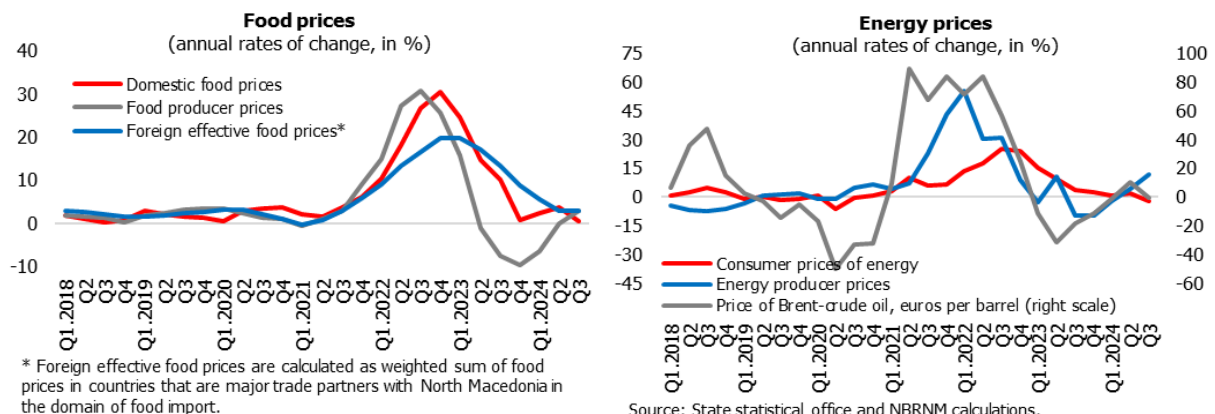 Food prices
(annual rates of change, in %)
40
30
20
10
0
-10
Domestic food prices
Food producer prices
Foreign effective food prices*
Q1.2018
Q2
Q3
Q4
Q1.2019
Q2
Q3
Q4
Q1.2020
Q2
Q3
Q4
Q1.2021
Q2
Q3
Q4
Q1.2022
Q2
Q3
Q4
Q1.2023
Q2
Q3
Q4
Q1.2024
Q2
Q3
* Foreign effective food prices are calculated as weighted sum of food
prices in countries that are major trade partners with North Macedonia in
the domain of food import.
Energy prices
(annual rates of change, in %)
75
60
45
30
15
0
-15
-30
-45
100
80
60
40
20
0
-20
-40
-60
Consumer prices of energy
Energy producer prices
Price of Brent-crude oil, euros per barrel (right scale)
Q1.2018
Q2
Q3
Q4
Q1.2019
Q2
Q3
Q4
Q1.2020
Q2
Q3
Q4
Q1.2021
Q2
Q3
Q4
Q1.2022
Q2
Q3
Q4
Q1.2023
Q2
Q3
Q4
Q1.2024
Q2
Q3
Source: State statistical office and NBRNM calculations.